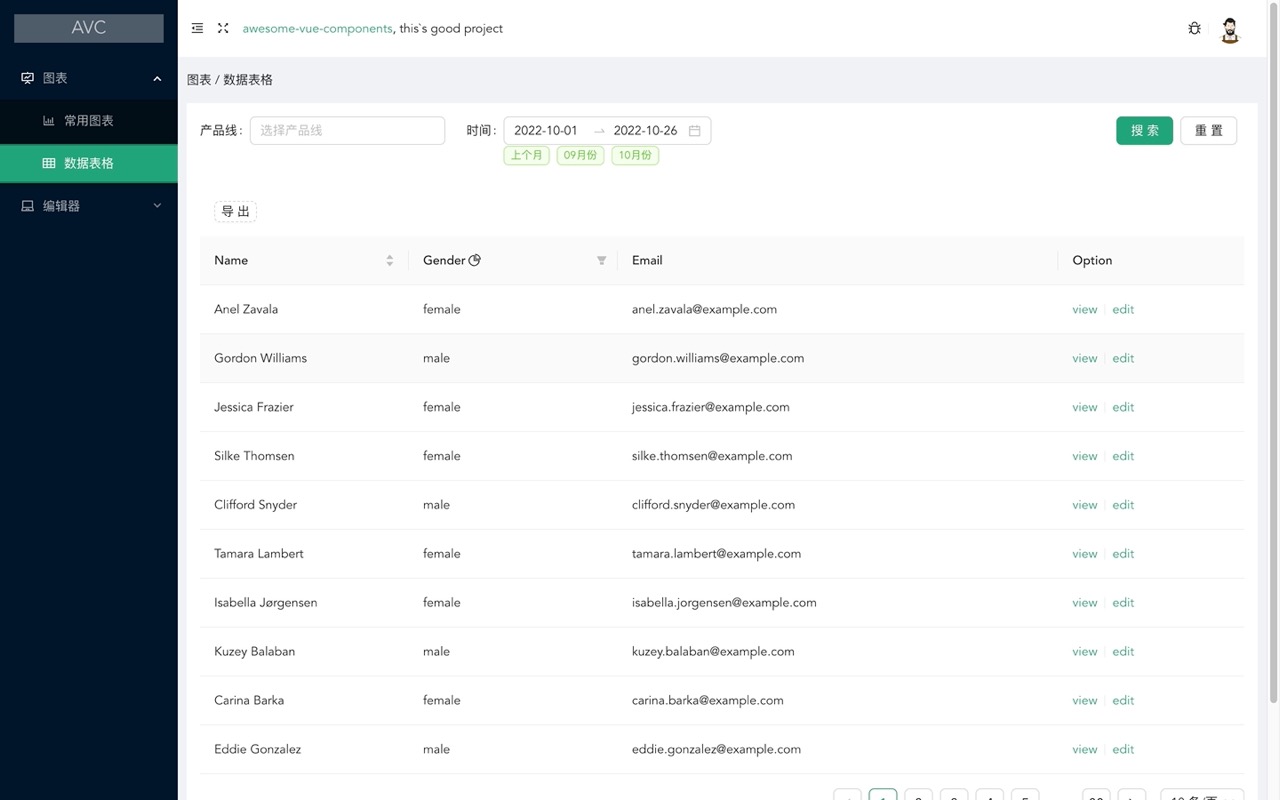 AVC
awesome-vue-components, this`s good project
图表
图表 / 数据表格
常用图表
数据表格
编辑器
产品线: 选择产品线 时间: 2022-10-01 2022-10-26 搜 索 重 置
上个月 09月份 10月份
导 出
Name Gender Email Option
Anel Zavala female anel.zavala@example.com view edit
Gordon Williams male gordon.williams@example.com view edit
Jessica Frazier female jessica.frazier@example.com view edit
Silke Thomsen female silke.thomsen@example.com view edit
Clifford Snyder male clifford.snyder@example.com view edit
Tamara Lambert female tamara.lambert@example.com view edit
Isabella Jørgensen female isabella.jorgensen@example.com view edit
Kuzey Balaban male kuzey.balaban@example.com view edit
Carina Barka female carina.barka@example.com view edit
Eddie Gonzalez male eddie.gonzalez@example.com view edit